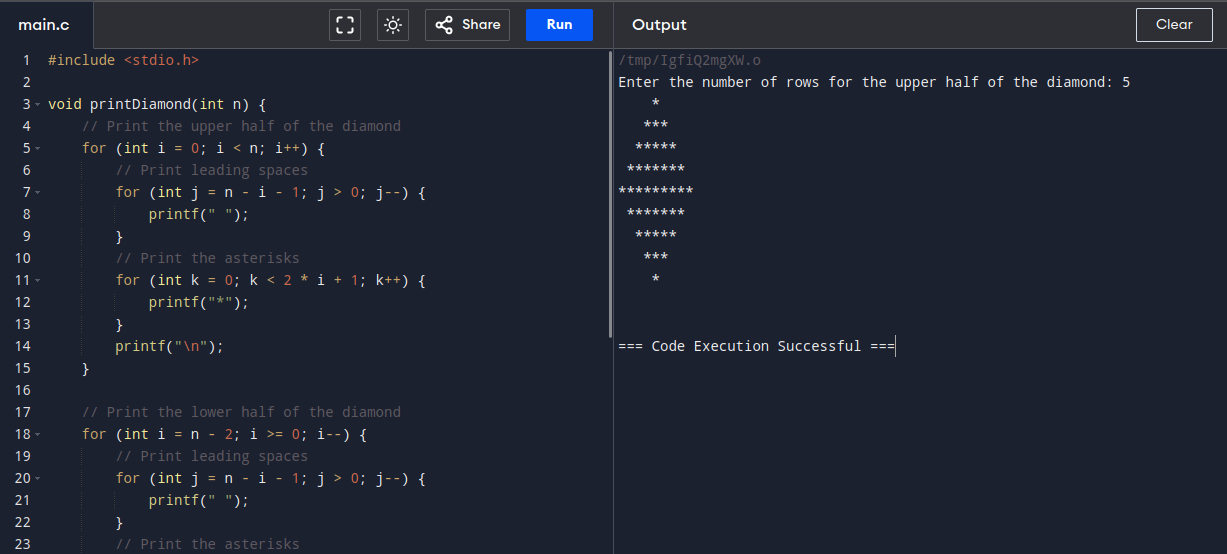 main.c
Share
Run
Output
Clear
1 #include <stdio.h>
2
3 void printDiamond(int n) {
4     // Print the upper half of the diamond
5     for (int i = 0; i < n; i++) {
6         // Print leading spaces
7         for (int j = n - i - 1; j > 0; j--) {
8             printf(" ");
9         }
10         // Print the asterisks
11         for (int k = 0; k < 2 * i + 1; k++) {
12             printf("*");
13         }
14         printf("\n");
15     }
16
17     // Print the lower half of the diamond
18     for (int i = n - 2; i >= 0; i--) {
19         // Print leading spaces
20         for (int j = n - i - 1; j > 0; j--) {
21             printf(" ");
22         }
23         // Print the asterisks
/tmp/IgfiQ2mgXW.o
Enter the number of rows for the upper half of the diamond: 5
    *
   ***
  *****
 *******
*********
 *******
  *****
   ***
    *
=== Code Execution Successful ===